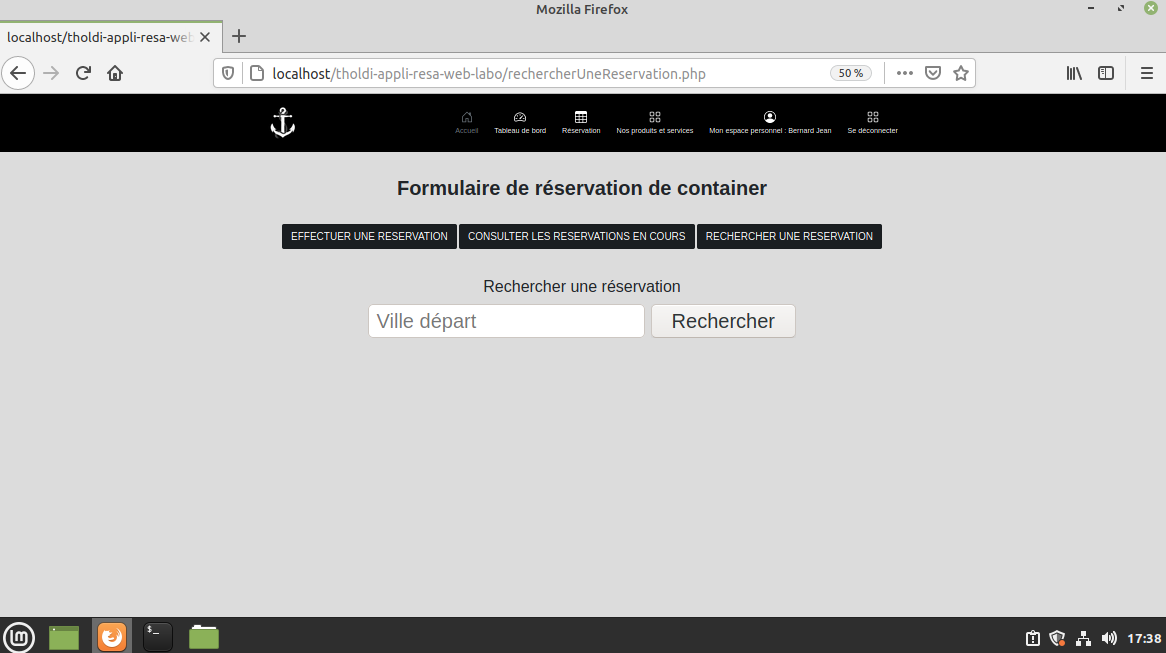 Mozilla Firefox
localhost/tholdi-appli-resa-web
localhost/tholdi-appli-resa-web-labo/rechercherUneReservation.php 50 %
Accueil Tableau de bord Réservation Nos produits et services Mon espace personnel : Bernard Jean Se déconnecter
Formulaire de réservation de container
EFFECTUER UNE RESERVATION CONSULTER LES RESERVATIONS EN COURS RECHERCHER UNE RESERVATION
Rechercher une réservation
Ville départ Rechercher
lm $_ 17:38